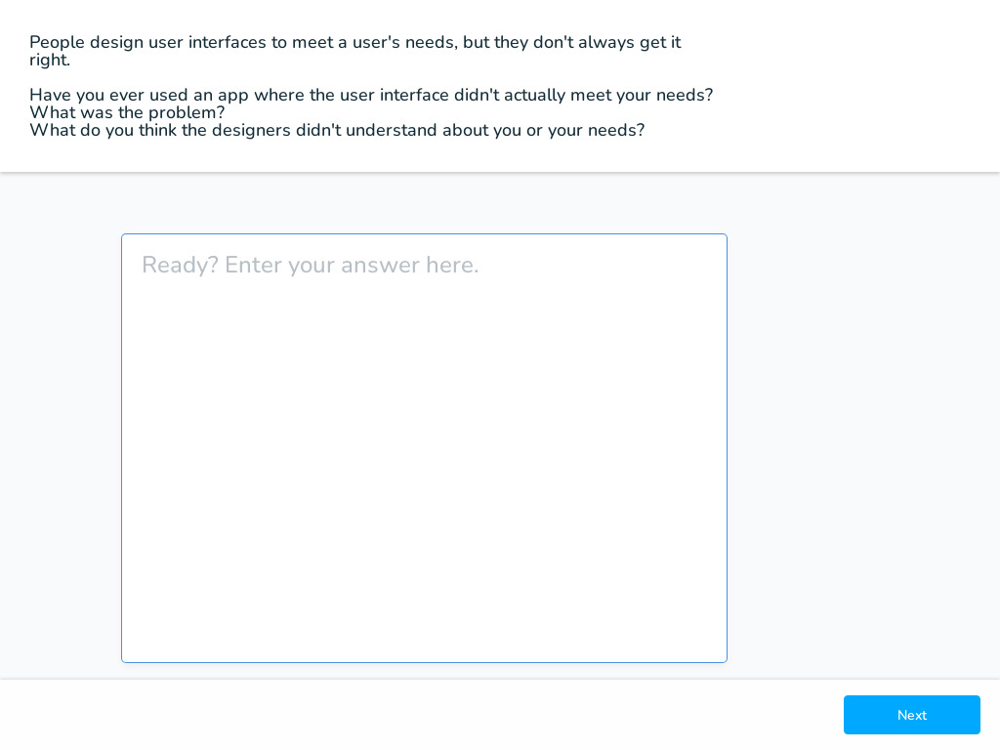 People design user interfaces to meet a user's needs, but they don't always get it
right.
Have you ever used an app where the user interface didn't actually meet your needs?
What was the problem?
What do you think the designers didn't understand about you or your needs?
Ready? Enter your answer here.
Next